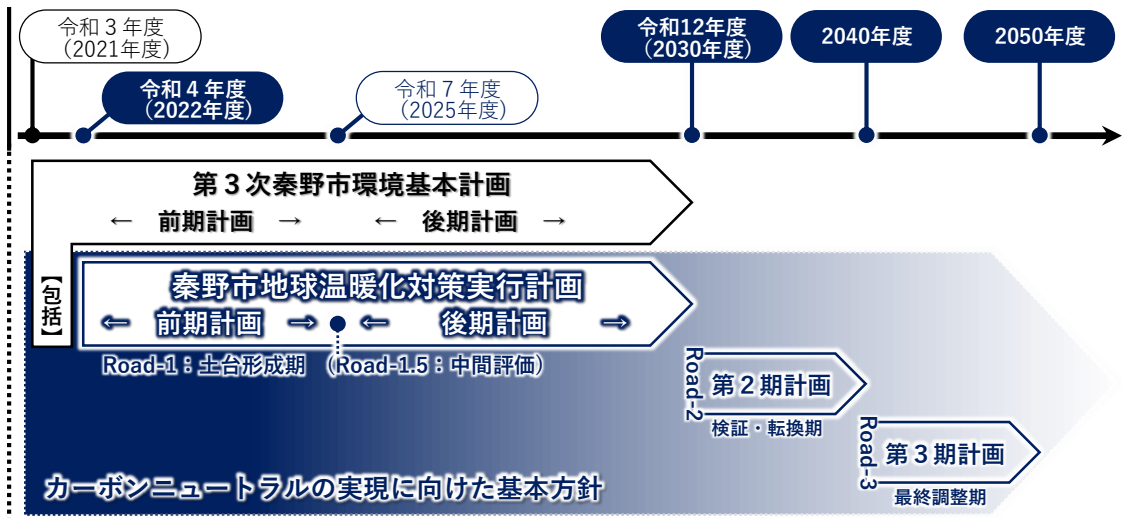 令和３年度
（2021年度）
令和４年度
（2022年度）
令和７年度
（2025年度）
令和12年度
（2030年度）
2040年度
2050年度
第３次秦野市環境基本計画
← 前期計画 → ← 後期計画 →
【包括】
秦野市地球温暖化対策実行計画
← 前期計画 → ← 後期計画 →
Road-1：土台形成期 （Road-1.5：中間評価）
Road-2
第２期計画
検証・転換期
Road-3
第３期計画
最終調整期
カーボンニュートラルの実現に向けた基本方針